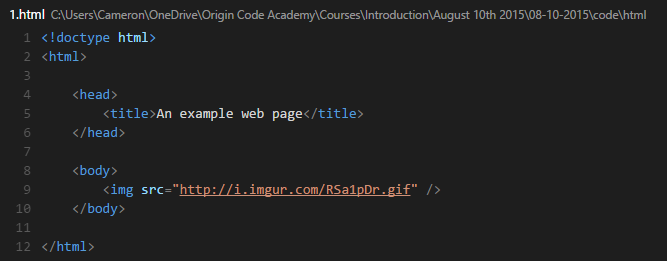 1.html C:\Users\Cameron\OneDrive\Origin Code Academy\Courses\Introduction\August 10th 2015\08-10-2015\code\html
1 <!doctype html>
2 <html>
3
4 <head>
5 <title>An example web page</title>
6 </head>
7
8 <body>
9 <img src="http://i.imgur.com/RSa1pDr.gif" />
10 </body>
11
12 </html>